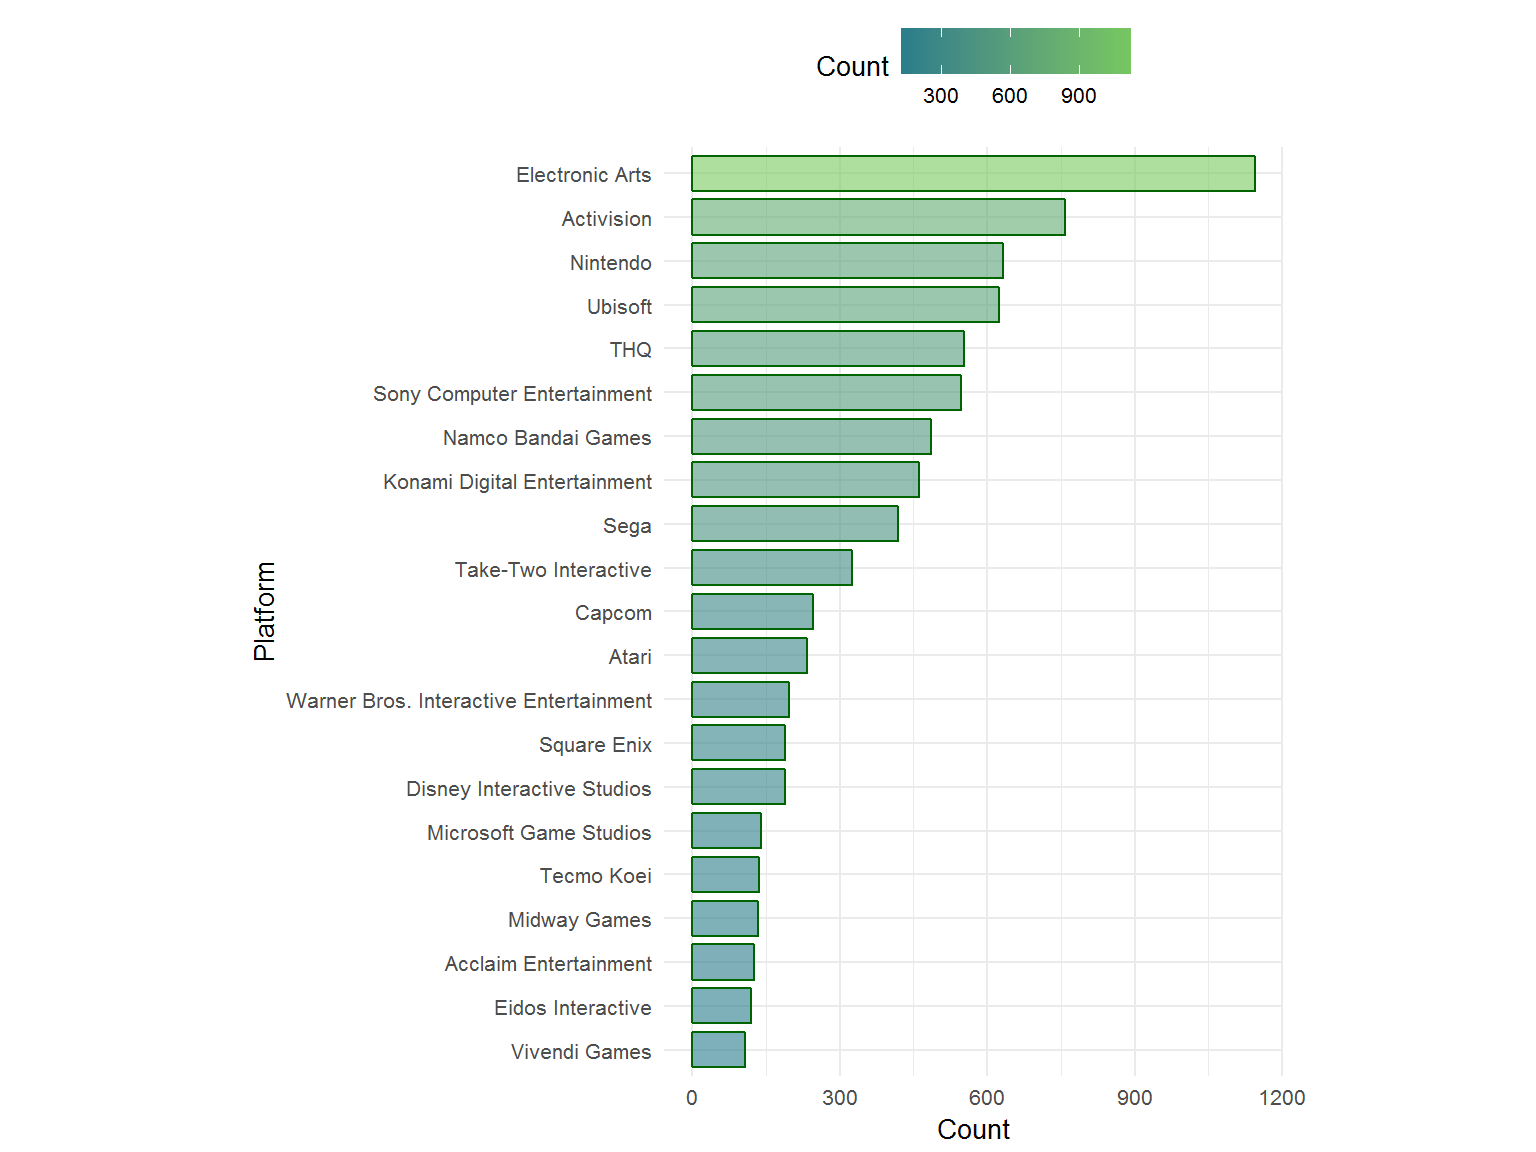 Count
300 600 900
Electronic Arts
Activision
Nintendo
Ubisoft
THQ
Sony Computer Entertainment
Namco Bandai Games
Konami Digital Entertainment
Sega
Take-Two Interactive
Capcom
Atari
Warner Bros. Interactive Entertainment
Square Enix
Disney Interactive Studios
Microsoft Game Studios
Tecmo Koei
Midway Games
Acclaim Entertainment
Eidos Interactive
Vivendi Games
Platform
0 300 600 900 1200
Count